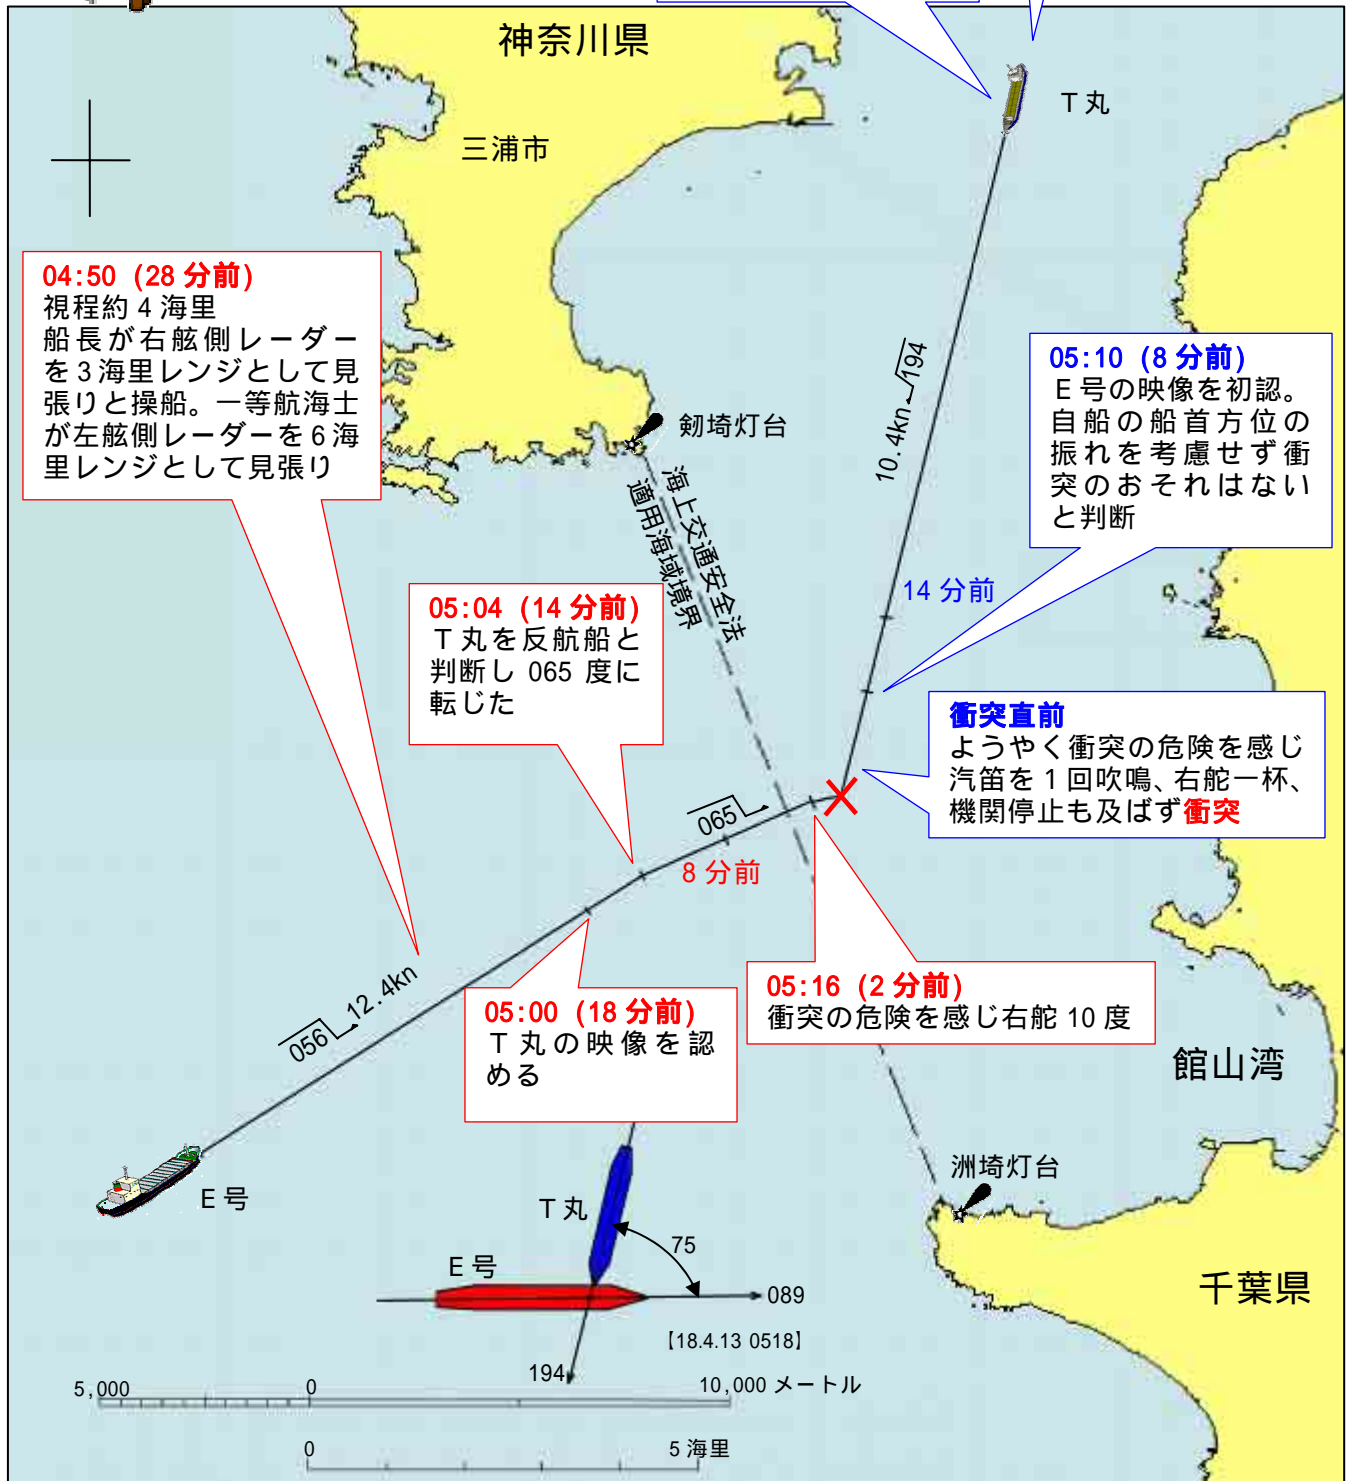 神奈川県
三浦市
T丸
04:50 (28分前)
視程約4海里
船長が右舷側レーダー
を3海里レンジとして見
張りと操船。一等航海士
が左舷側レーダーを6海
里レンジとして見張り
剱埼灯台
海上交通安全法
適用海域境界
10.4kn 194
05:10 (8分前)
E号の映像を初認。
自船の船首方位の
振れを考慮せず衝
突のおそれはない
と判断
14分前
05:04 (14分前)
T丸を反航船と
判断し 065 度に
転じた
衝突直前
ようやく衝突の危険を感じ
汽笛を1回吹鳴、右舵一杯、
機関停止も及ばず衝突
065
8分前
056 12.4kn
05:00 (18分前)
T丸の映像を認
める
05:16 (2分前)
衝突の危険を感じ右舵10度
館山湾
E号
洲埼灯台
千葉県
T丸
75
E号
089
【18.4.13 0518】
194
5,000 0 10,000メートル
0 5海里